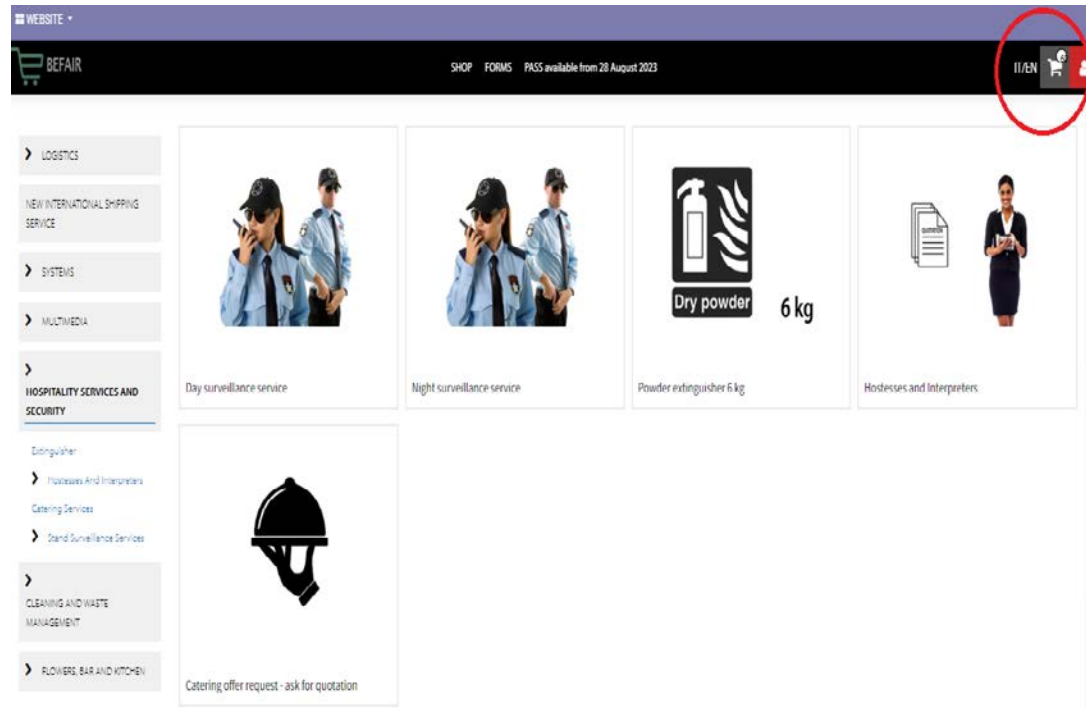 WEBSITE
BEFAIR
SHOP FORMS PASS available from 28 August 2023
IT/EN
LOGISTICS
NEW INTERNATIONAL SHIPPING
SERVICE
SYSTEMS
MULTIMEDIA
HOSPITALITY SERVICES AND
SECURITY
Extinguisher
Hostesses And Interpreters
Catering Services
Stand Surveillance Services
CLEANING AND WASTE
MANAGEMENT
FLOWERS, BAR AND KITCHEN
Day surveillance service
Night surveillance service
Dry powder
6 kg
Powder extinguisher 6 kg
QUOTATION
Hostesses and Interpreters
Catering offer request - ask for quotation